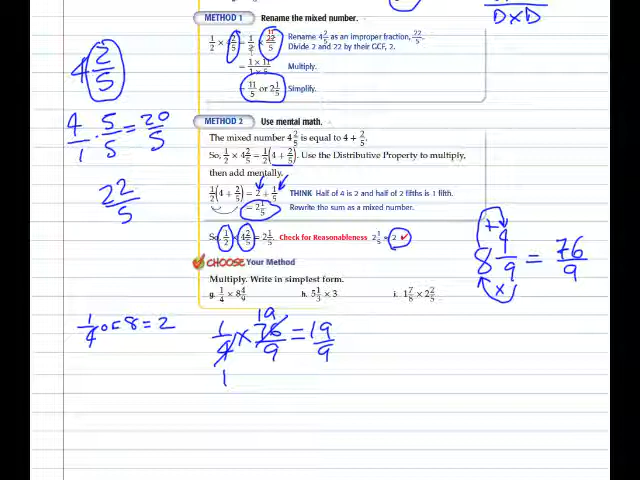 D×D
METHOD 1 Rename the mixed number.
1/2 × 4 2/5 = 1/2 × 22/5 11 Rename 4 2/5 as an improper fraction, 22/5.
Divide 2 and 22 by their GCF, 2.
= 1 × 11 / 1 × 5 Multiply.
= 11/5 or 2 1/5 Simplify.
4 2/5
4/1 · 5/5 = 20/5
22/5
METHOD 2 Use mental math.
The mixed number 4 2/5 is equal to 4 + 2/5.
So, 1/2 × 4 2/5 = 1/2(4 + 2/5). Use the Distributive Property to multiply,
then add mentally.
1/2(4 + 2/5) = 2 + 1/5 THINK Half of 4 is 2 and half of 2 fifths is 1 fifth.
= 2 1/5 Rewrite the sum as a mixed number.
So, 1/2 × 4 2/5 = 2 1/5. Check for Reasonableness 2 1/5 ≈ 2 ✔
CHOOSE Your Method
Multiply. Write in simplest form.
g. 1/4 × 8 4/9 h. 5 1/3 × 3 i. 1 7/8 × 2 2/5
+
8 4/9 = 76/9
×
1/4 of 8 = 2
19
1/4 × 76/9 = 19/9
1